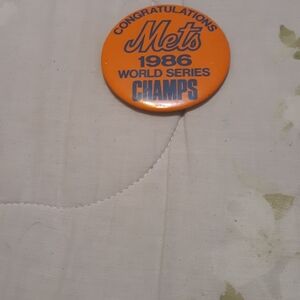 CONGRATULATIONS
Mets
1986
WORLD SERIES
CHAMPS